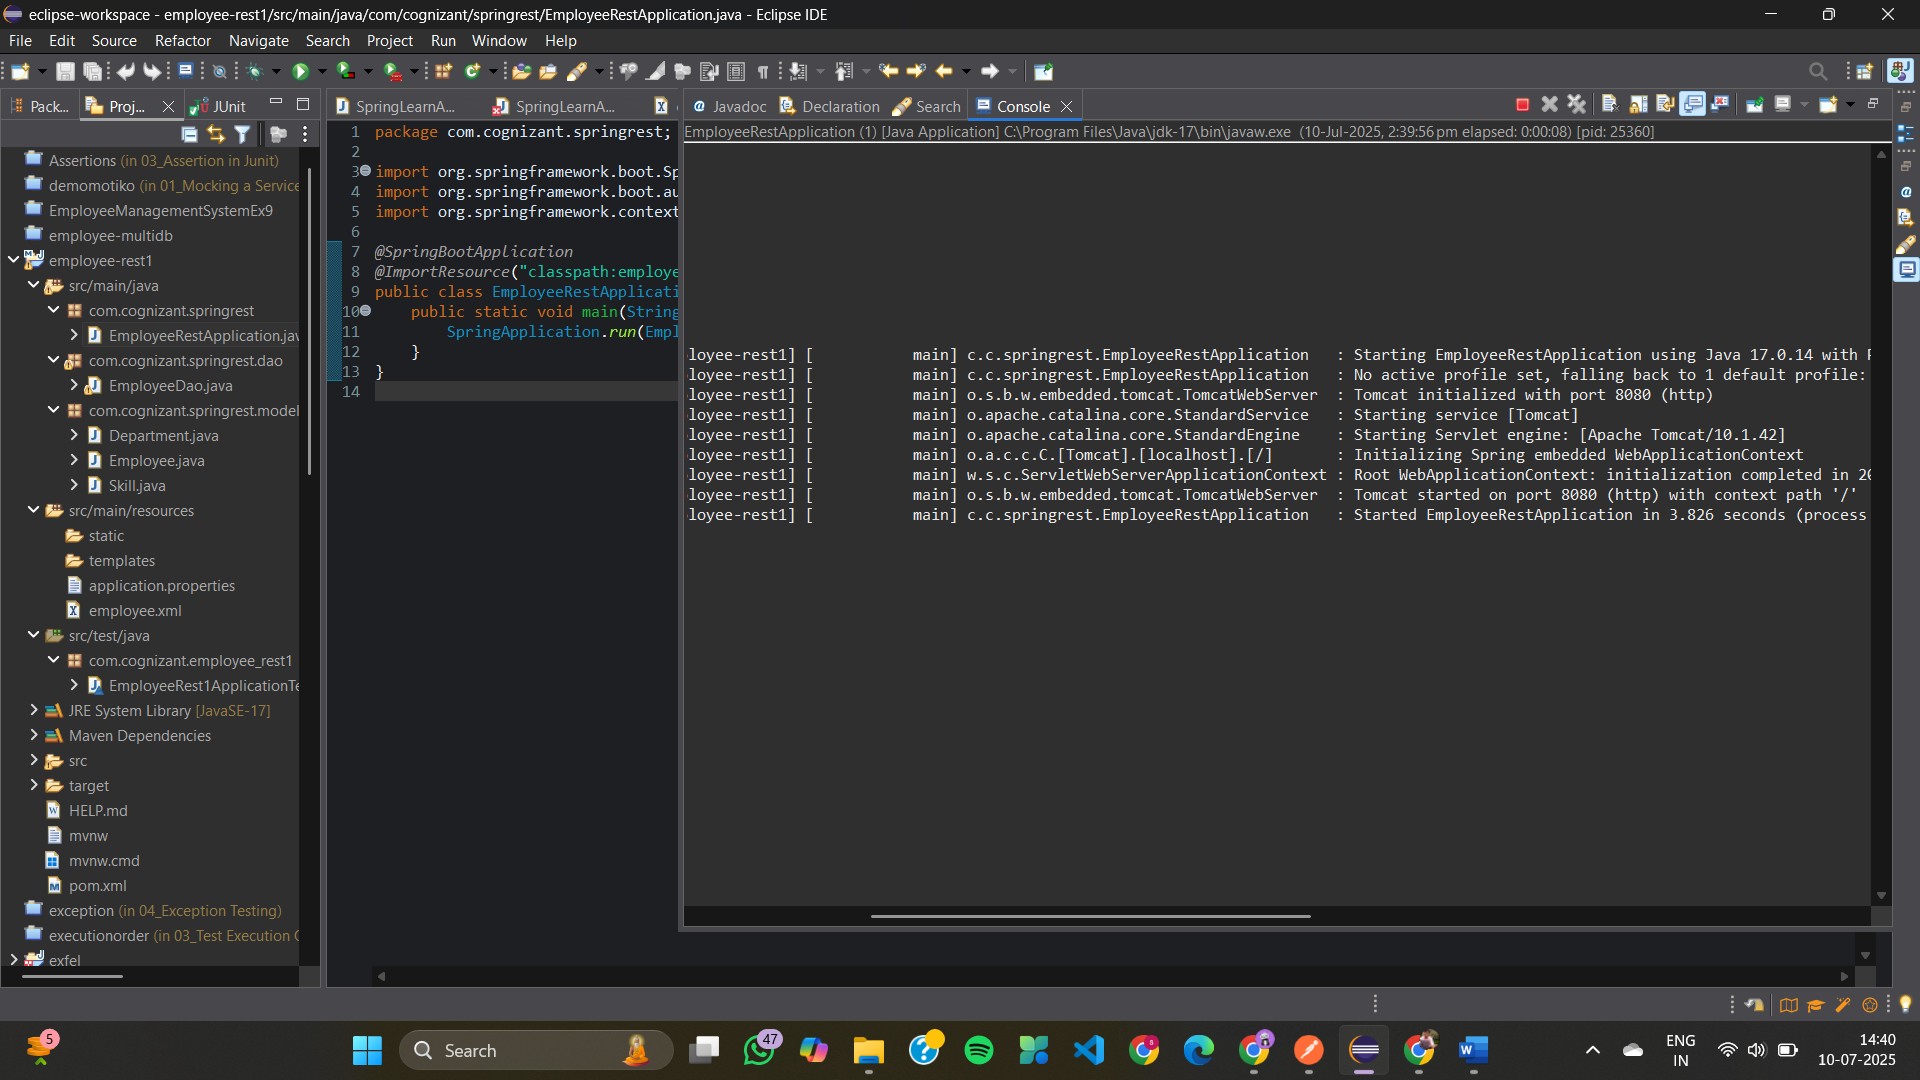 eclipse-workspace - employee-rest1/src/main/java/com/cognizant/springrest/EmployeeRestApplication.java - Eclipse IDE
File Edit Source Refactor Navigate Search Project Run Window Help
Pack... Proj... JUnit
SpringLearnA... SpringLearnA...
Javadoc Declaration Search Console
EmployeeRestApplication (1) [Java Application] C:\Program Files\Java\jdk-17\bin\javaw.exe (10-Jul-2025, 2:39:56 pm elapsed: 0:00:08) [pid: 25360]
Assertions (in 03_Assertion in Junit)
demomotiko (in 01_Mocking a Service
EmployeeManagementSystemEx9
employee-multidb
employee-rest1
src/main/java
com.cognizant.springrest
EmployeeRestApplication.jav
com.cognizant.springrest.dao
EmployeeDao.java
com.cognizant.springrest.model
Department.java
Employee.java
Skill.java
src/main/resources
static
templates
application.properties
employee.xml
src/test/java
com.cognizant.employee_rest1
EmployeeRest1ApplicationTe
JRE System Library [JavaSE-17]
Maven Dependencies
src
target
HELP.md
mvnw
mvnw.cmd
pom.xml
exception (in 04_Exception Testing)
executionorder (in 03_Test Execution O
exfel
1 package com.cognizant.springrest;
2
3 import org.springframework.boot.Sp
4 import org.springframework.boot.au
5 import org.springframework.context
6
7 @SpringBootApplication
8 @ImportResource("classpath:employe
9 public class EmployeeRestApplicati
10 public static void main(String
11 SpringApplication.run(Empl
12 }
13 }
14
loyee-rest1] [ main] c.c.springrest.EmployeeRestApplication : Starting EmployeeRestApplication using Java 17.0.14 with P
loyee-rest1] [ main] c.c.springrest.EmployeeRestApplication : No active profile set, falling back to 1 default profile:
loyee-rest1] [ main] o.s.b.w.embedded.tomcat.TomcatWebServer : Tomcat initialized with port 8080 (http)
loyee-rest1] [ main] o.apache.catalina.core.StandardService : Starting service [Tomcat]
loyee-rest1] [ main] o.apache.catalina.core.StandardEngine : Starting Servlet engine: [Apache Tomcat/10.1.42]
loyee-rest1] [ main] o.a.c.c.C.[Tomcat].[localhost].[/] : Initializing Spring embedded WebApplicationContext
loyee-rest1] [ main] w.s.c.ServletWebServerApplicationContext : Root WebApplicationContext: initialization completed in 20
loyee-rest1] [ main] o.s.b.w.embedded.tomcat.TomcatWebServer : Tomcat started on port 8080 (http) with context path '/'
loyee-rest1] [ main] c.c.springrest.EmployeeRestApplication : Started EmployeeRestApplication in 3.826 seconds (process
5
Search
47
ENG
IN
14:40
10-07-2025